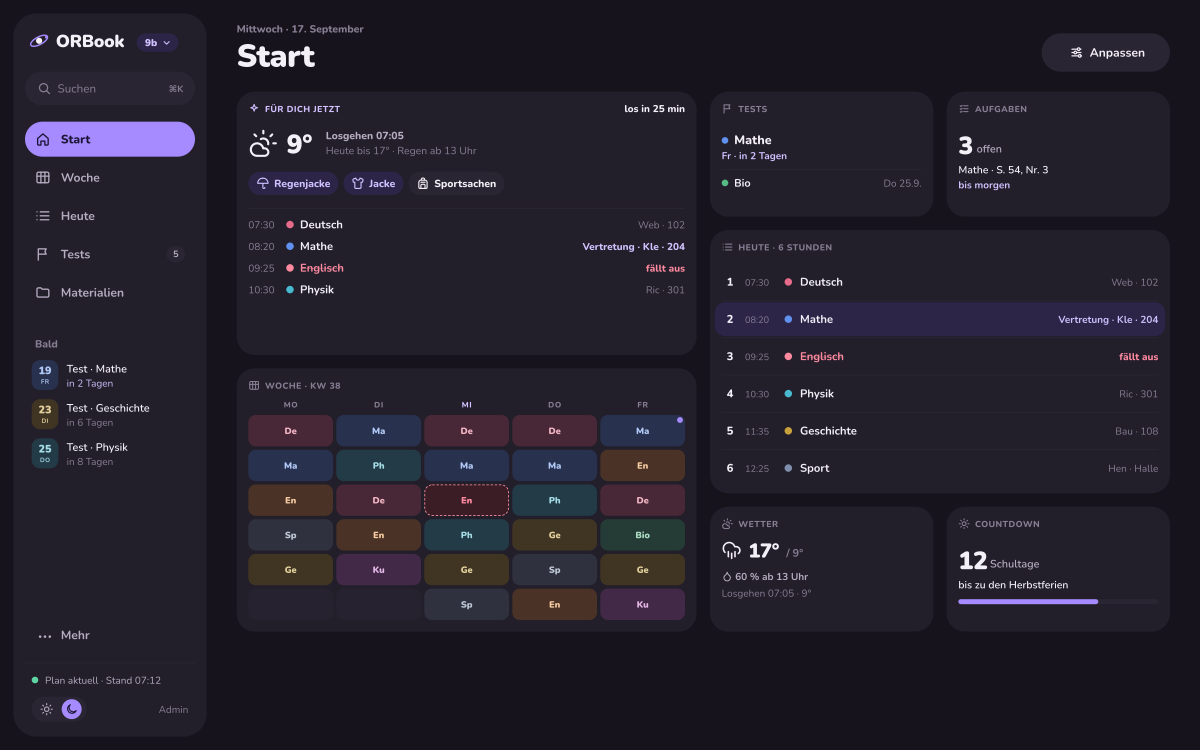 ORBook 9b
Suchen ⌘K
Start
Woche
Heute
Tests 5
Materialien
Bald
19 FR Test · Mathe
in 2 Tagen
23 DI Test · Geschichte
in 6 Tagen
25 DO Test · Physik
in 8 Tagen
Mehr
Plan aktuell · Stand 07:12
Admin
Mittwoch · 17. September
Start
Anpassen
FÜR DICH JETZT los in 25 min
9° Losgehen 07:05
Heute bis 17° · Regen ab 13 Uhr
Regenjacke Jacke Sportsachen
07:30 Deutsch Web · 102
08:20 Mathe Vertretung · Kle · 204
09:25 Englisch fällt aus
10:30 Physik Ric · 301
WOCHE · KW 38
MO DI MI DO FR
De Ma De De Ma
Ma Ph Ma Ma En
En De En Ph De
Sp En Ph Ge Bio
Ge Ku Ge Sp Ge
Sp En Ku
TESTS
Mathe
Fr · in 2 Tagen
Bio Do 25.9.
AUFGABEN
3 offen
Mathe · S. 54, Nr. 3
bis morgen
HEUTE · 6 STUNDEN
1 07:30 Deutsch Web · 102
2 08:20 Mathe Vertretung · Kle · 204
3 09:25 Englisch fällt aus
4 10:30 Physik Ric · 301
5 11:35 Geschichte Bau · 108
6 12:25 Sport Hen · Halle
WETTER
17° / 9°
60 % ab 13 Uhr
Losgehen 07:05 · 9°
COUNTDOWN
12 Schultage
bis zu den Herbstferien